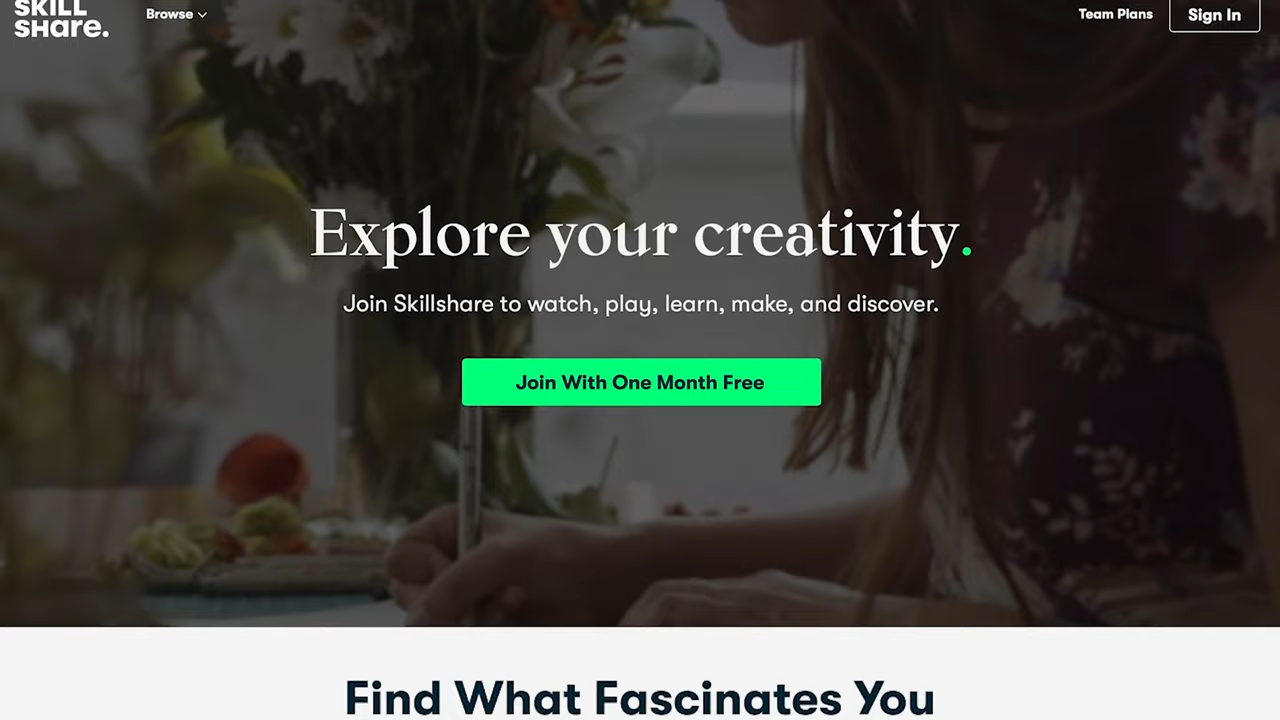 SKILL
SHare.
Browse
Team Plans
Sign In
Explore your creativity.
Join Skillshare to watch, play, learn, make, and discover.
Join With One Month Free
Find What Fascinates You